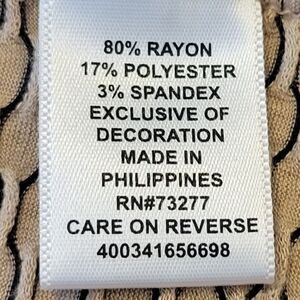 80% RAYON
17% POLYESTER
3% SPANDEX
EXCLUSIVE OF
DECORATION
MADE IN
PHILIPPINES
RN#73277
CARE ON REVERSE
400341656698